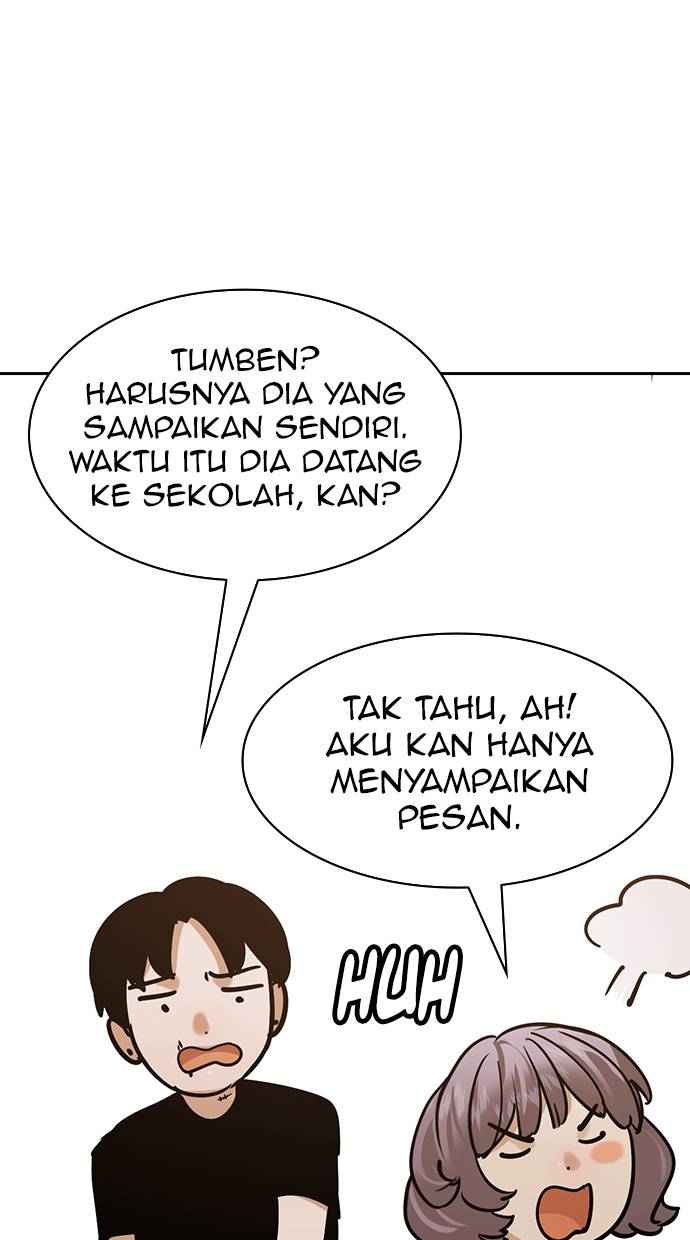 TUMBEN?
HARUSNYA DIA YANG
SAMPAIKAN SENDIRI.
WAKTU ITU DIA DATANG
KE SEKOLAH, KAN?
TAK TAHU, AH!
AKU KAN HANYA
MENYAMPAIKAN
PESAN.
HUH